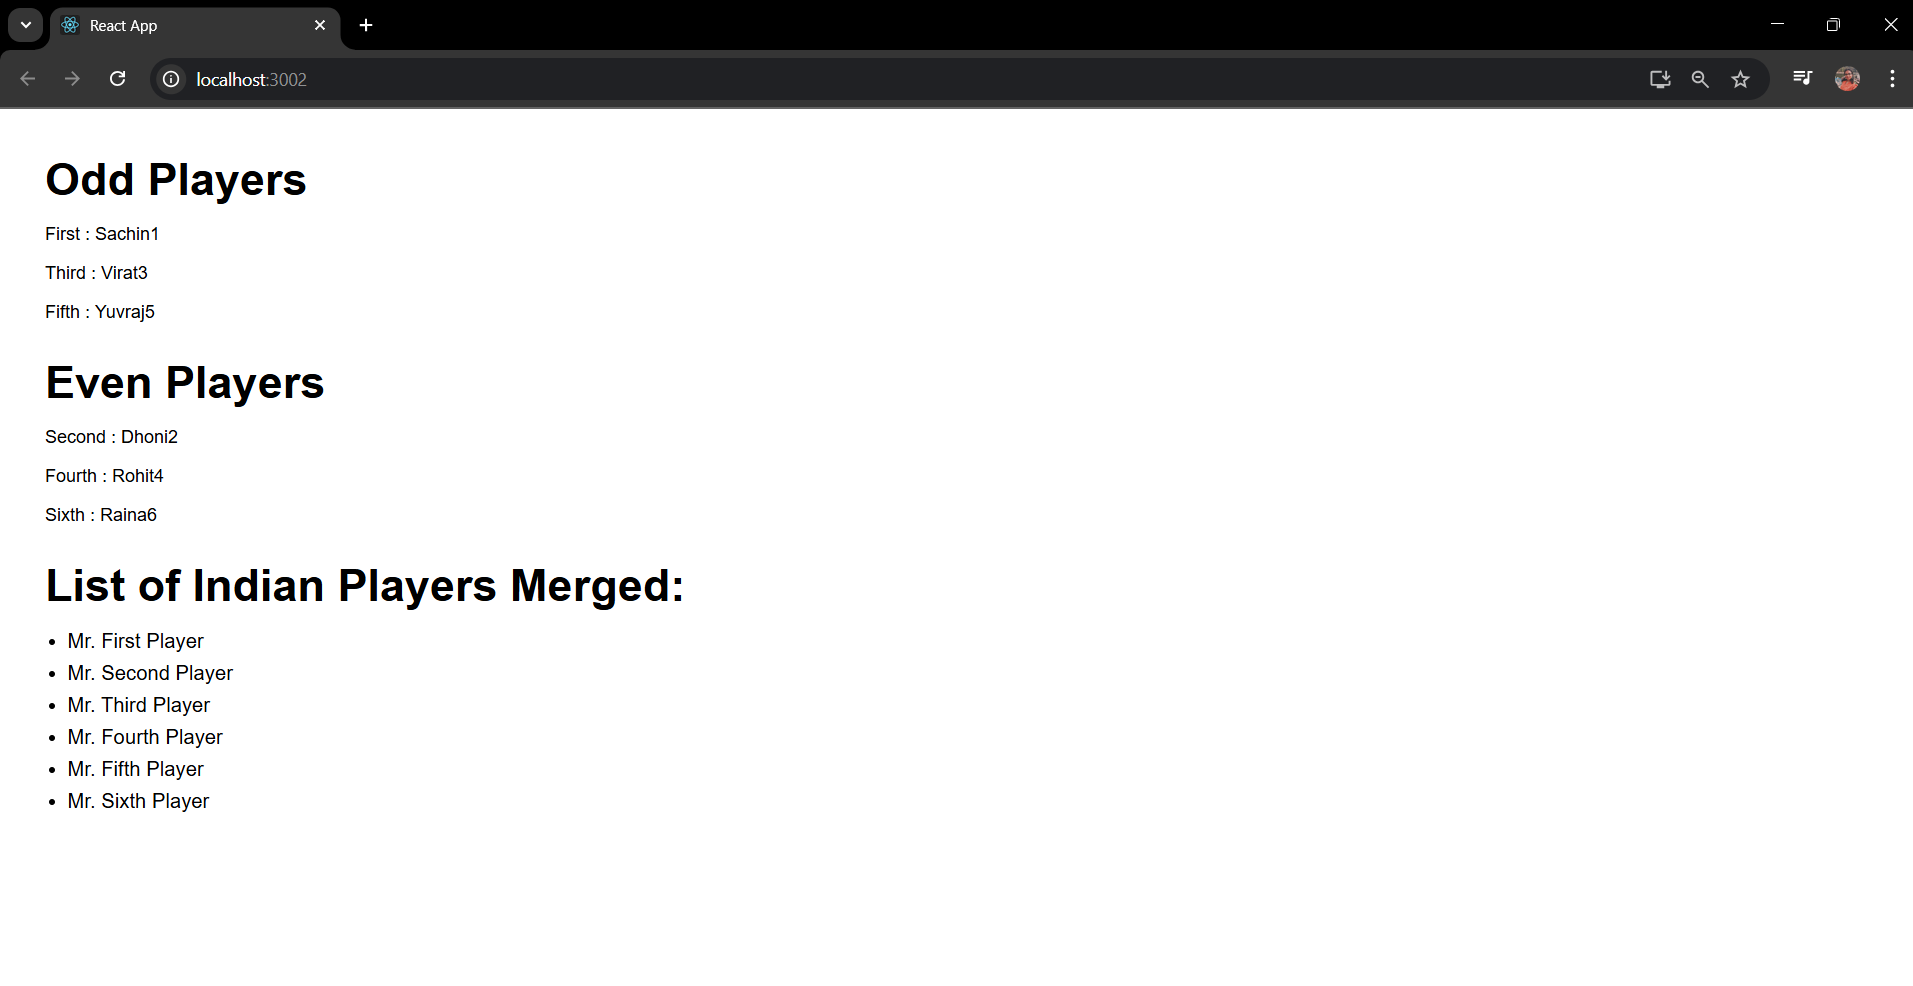 React App
localhost:3002
Odd Players
First : Sachin1
Third : Virat3
Fifth : Yuvraj5
Even Players
Second : Dhoni2
Fourth : Rohit4
Sixth : Raina6
List of Indian Players Merged:
• Mr. First Player
• Mr. Second Player
• Mr. Third Player
• Mr. Fourth Player
• Mr. Fifth Player
• Mr. Sixth Player